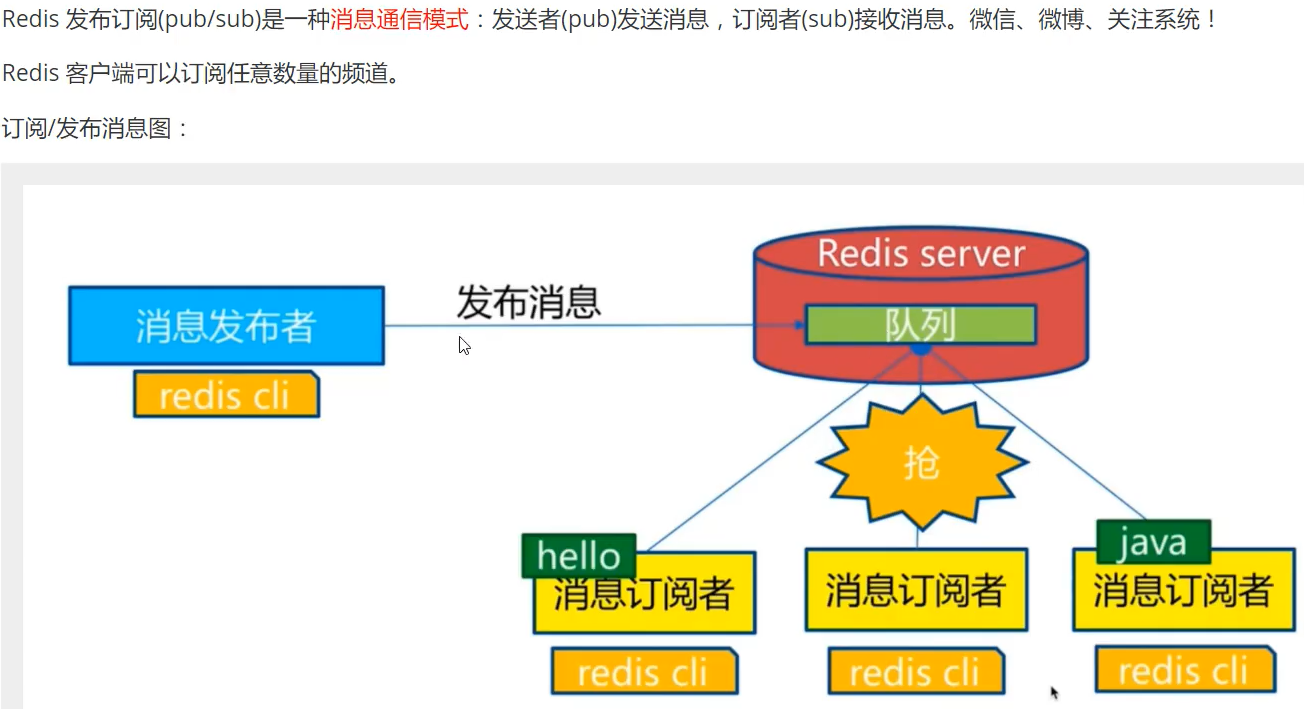 Redis 发布订阅(pub/sub)是一种消息通信模式：发送者(pub)发送消息，订阅者(sub)接收消息。微信、微博、关注系统！
Redis 客户端可以订阅任意数量的频道。
订阅/发布消息图：
Redis server
发布消息
消息发布者
队列
redis cli
抢
hello
java
消息订阅者
消息订阅者
消息订阅者
redis cli
redis cli
redis cli